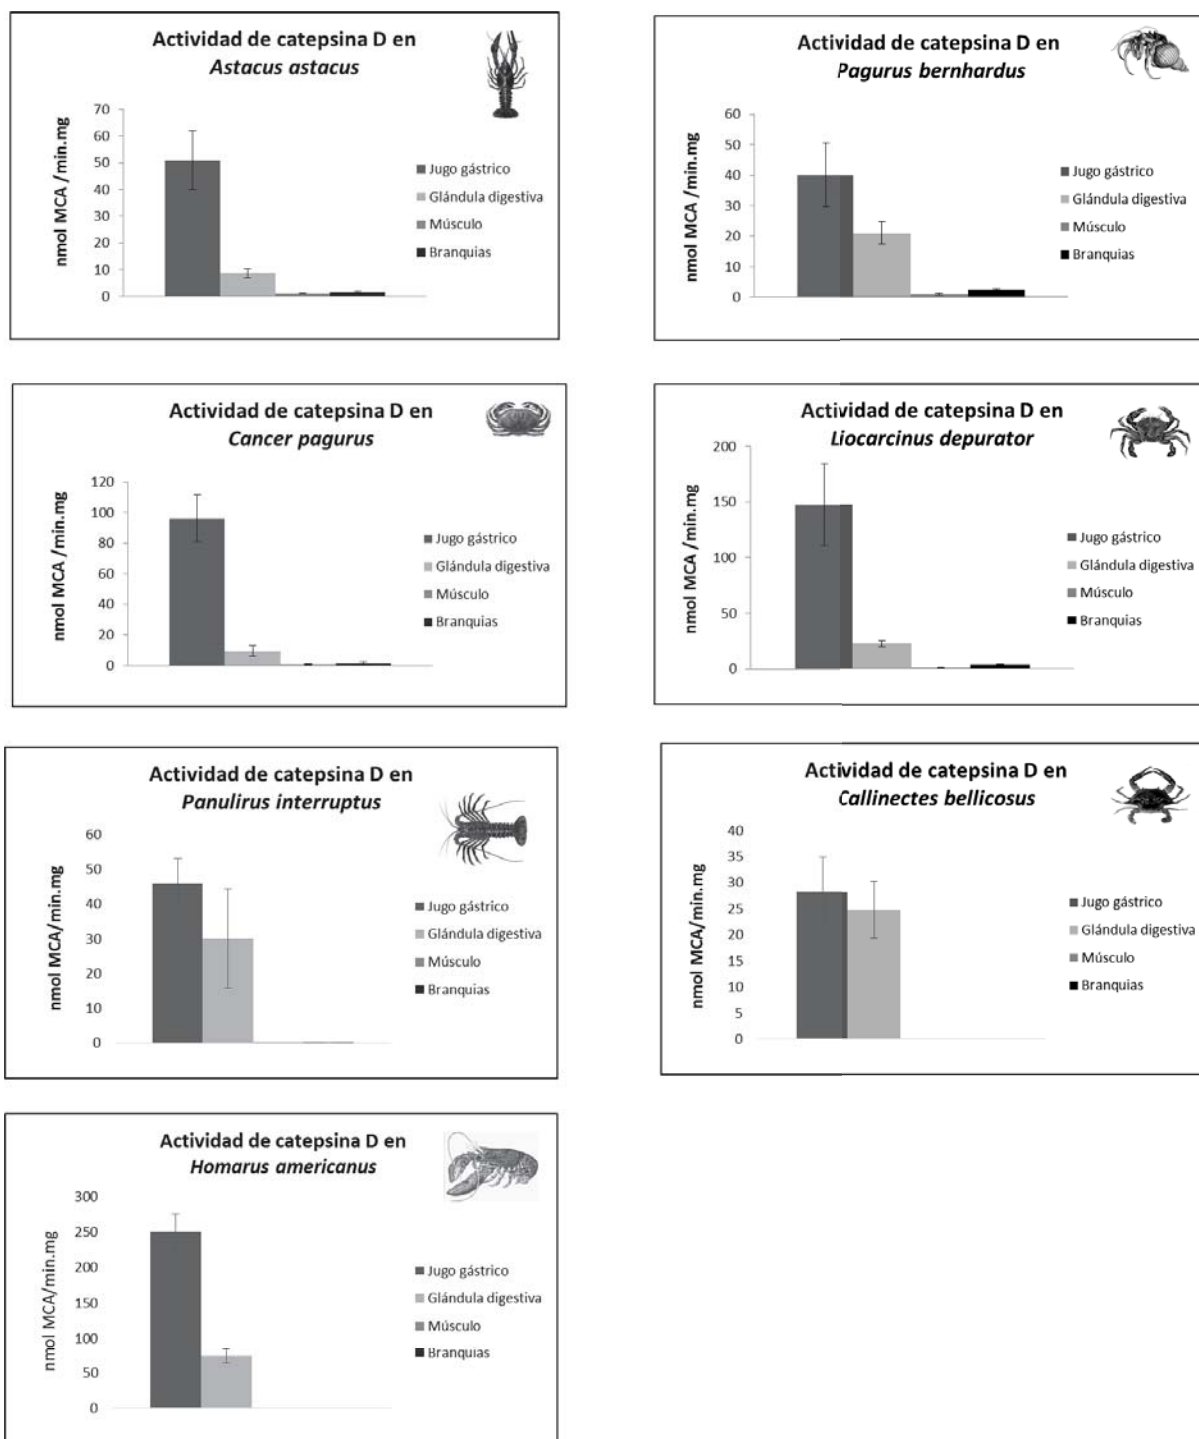 Actividad de catepsina D en
Astacus astacus
nmol MCA /min.mg
70
60
50
40
30
20
10
0
Jugo gástrico
Glándula digestiva
Músculo
Branquias
Actividad de catepsina D en
Pagurus bernhardus
nmol MCA /min.mg
60
50
40
30
20
10
0
Jugo gástrico
Glándula digestiva
Músculo
Branquias
Actividad de catepsina D en
Cancer pagurus
nmol MCA /min.mg
120
100
80
60
40
20
0
Jugo gástrico
Glándula digestiva
Músculo
Branquias
Actividad de catepsina D en
Liocarcinus depurator
nmol MCA /min.mg
200
150
100
50
0
Jugo gástrico
Glándula digestiva
Músculo
Branquias
Actividad de catepsina D en
Panulirus interruptus
nmol MCA/min.mg
60
50
40
30
20
10
0
Jugo gástrico
Glándula digestiva
Músculo
Branquias
Actividad de catepsina D en
Callinectes bellicosus
nmol MCA/min.mg
40
35
30
25
20
15
10
5
0
Jugo gástrico
Glándula digestiva
Músculo
Branquias
Actividad de catepsina D en
Homarus americanus
nmol MCA/min.mg
300
250
200
150
100
50
0
Jugo gástrico
Glándula digestiva
Músculo
Branquias